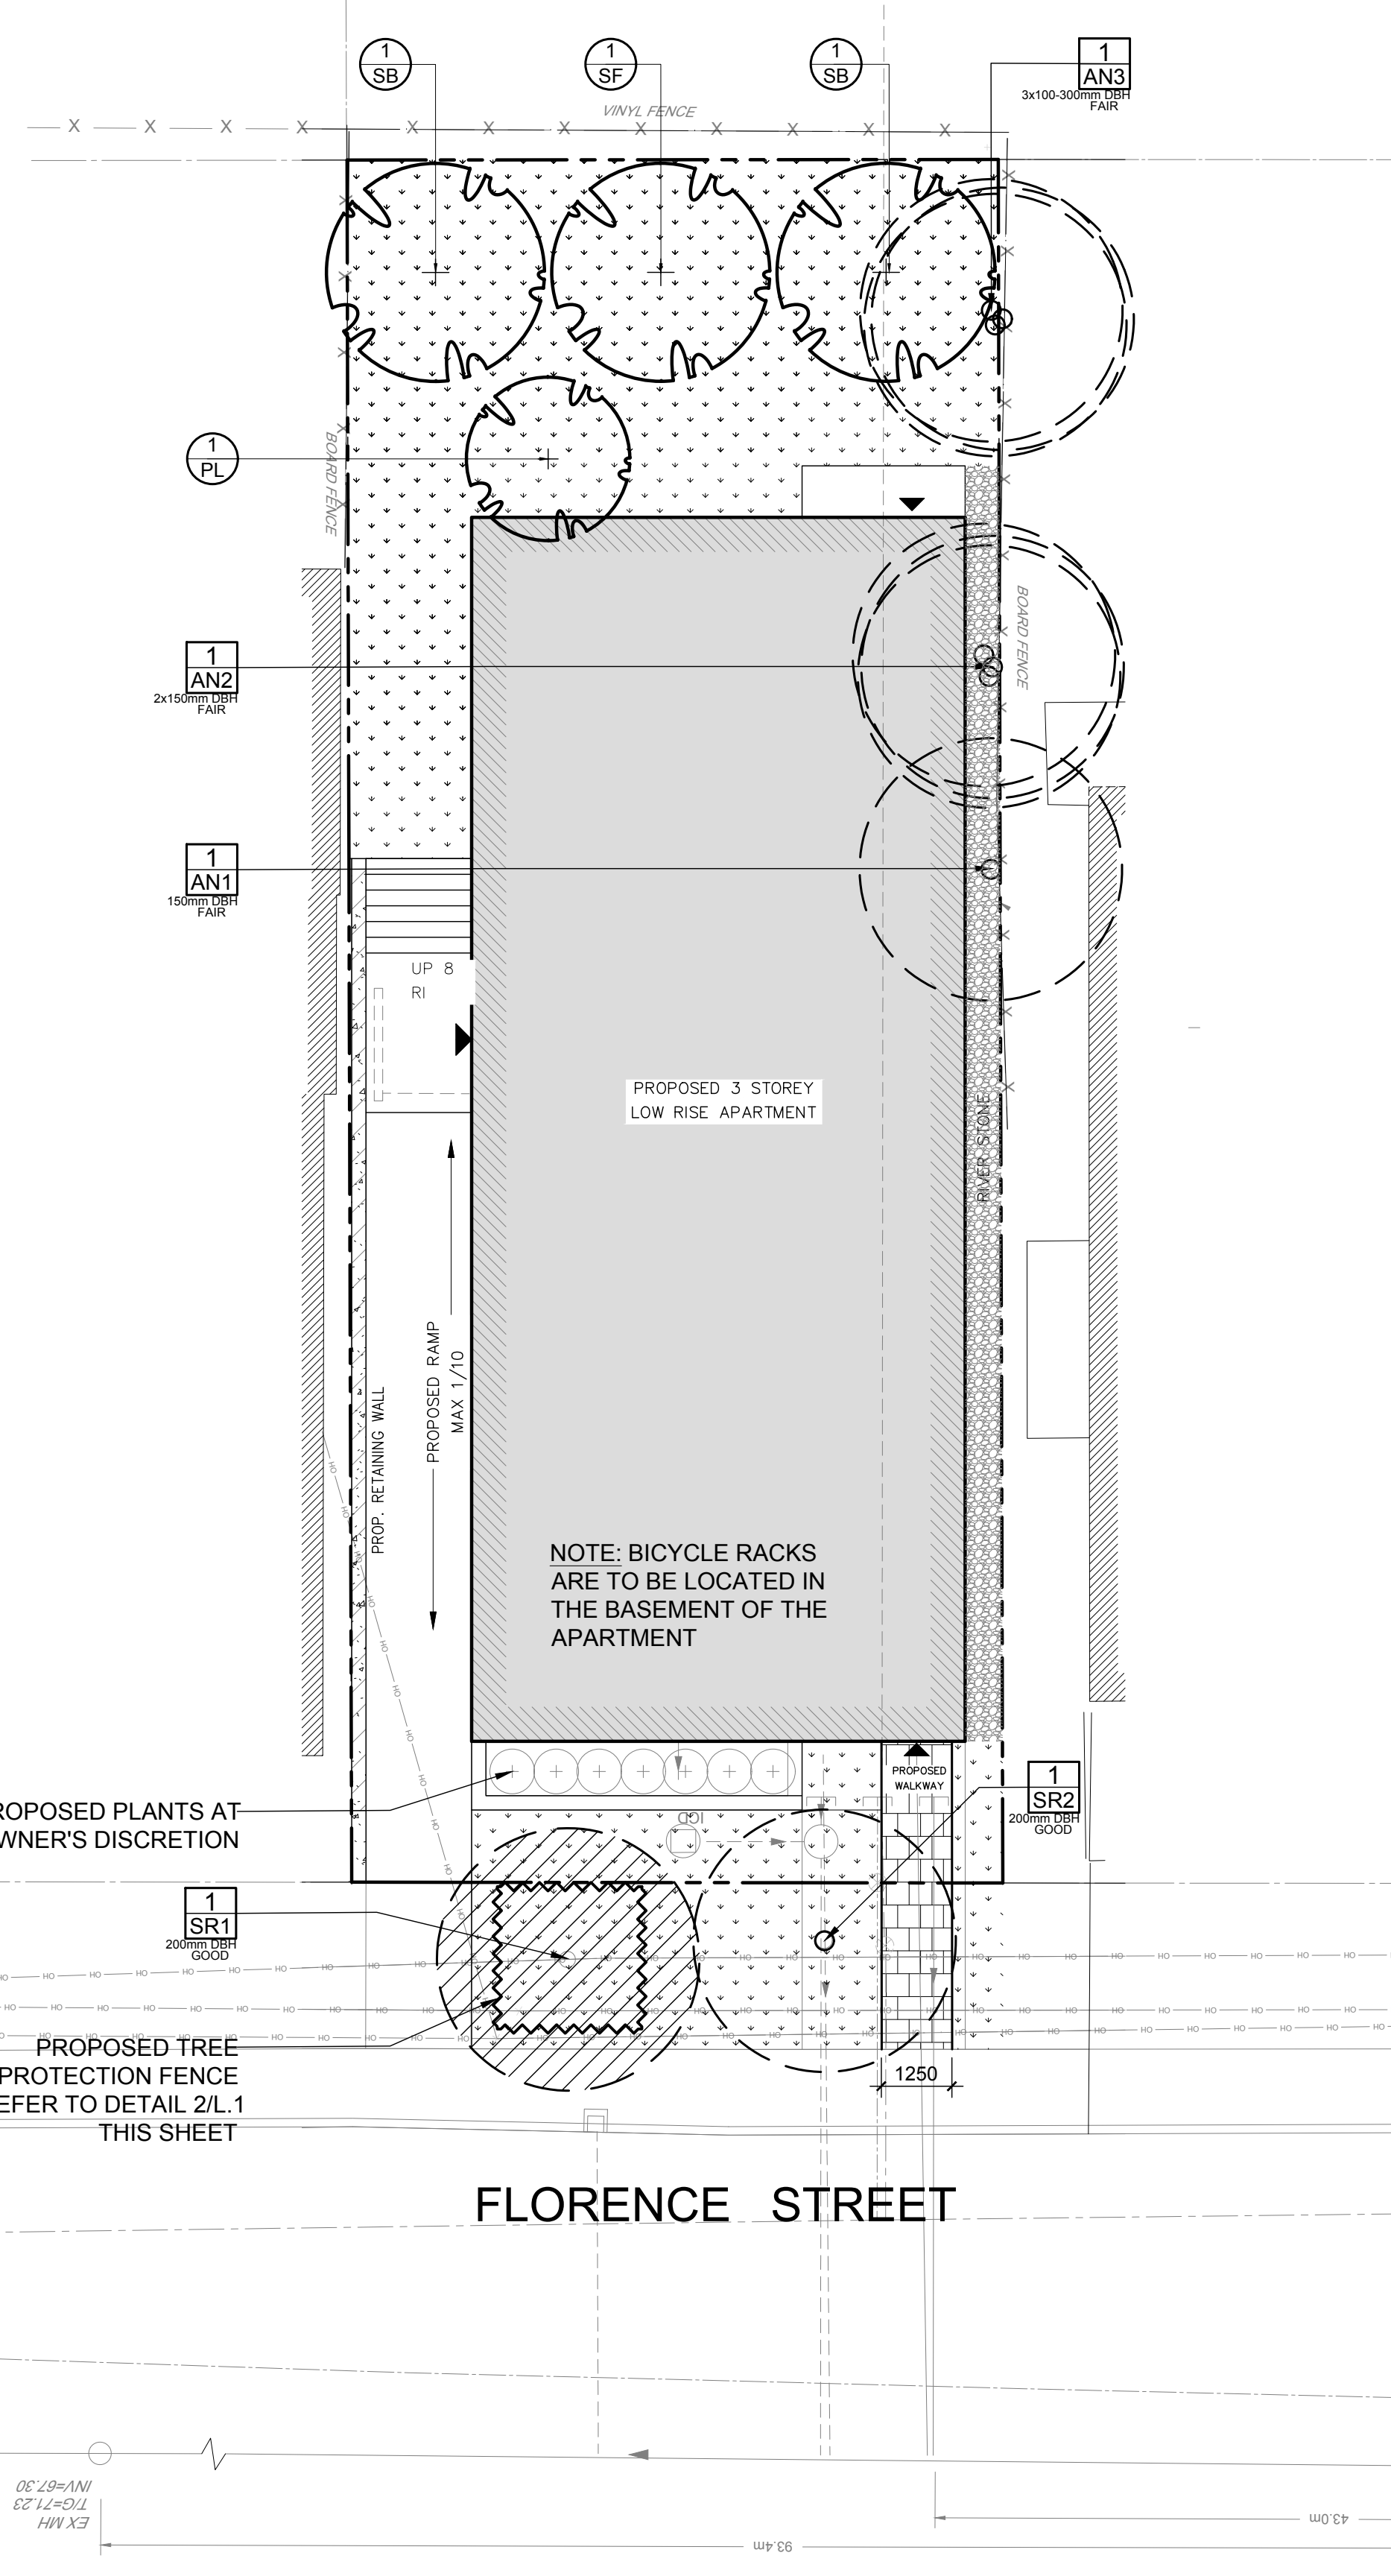 1
SB
1
SF
1
SB
1
AN3
3x100-300mm DBH
FAIR
VINYL FENCE
X X X X X X X X X X X X
1
PL
BOARD FENCE
1
AN2
2x150mm DBH
FAIR
BOARD FENCE
1
AN1
150mm DBH
FAIR
UP 8
RI
PROPOSED 3 STOREY
LOW RISE APARTMENT
RIVER STONE
PROPOSED RAMP
MAX 1/10
PROP. RETAINING WALL
NOTE: BICYCLE RACKS
ARE TO BE LOCATED IN
THE BASEMENT OF THE
APARTMENT
PROPOSED
WALKWAY
1
SR2
200mm DBH
GOOD
ROPOSED PLANTS AT
WNER'S DISCRETION
ICD
1
SR1
200mm DBH
GOOD
PROPOSED TREE
PROTECTION FENCE
EFER TO DETAIL 2/L.1
THIS SHEET
1250
FLORENCE STREET
EX MH
T/G=71.23
INV=67.30
43.0m
93.4m